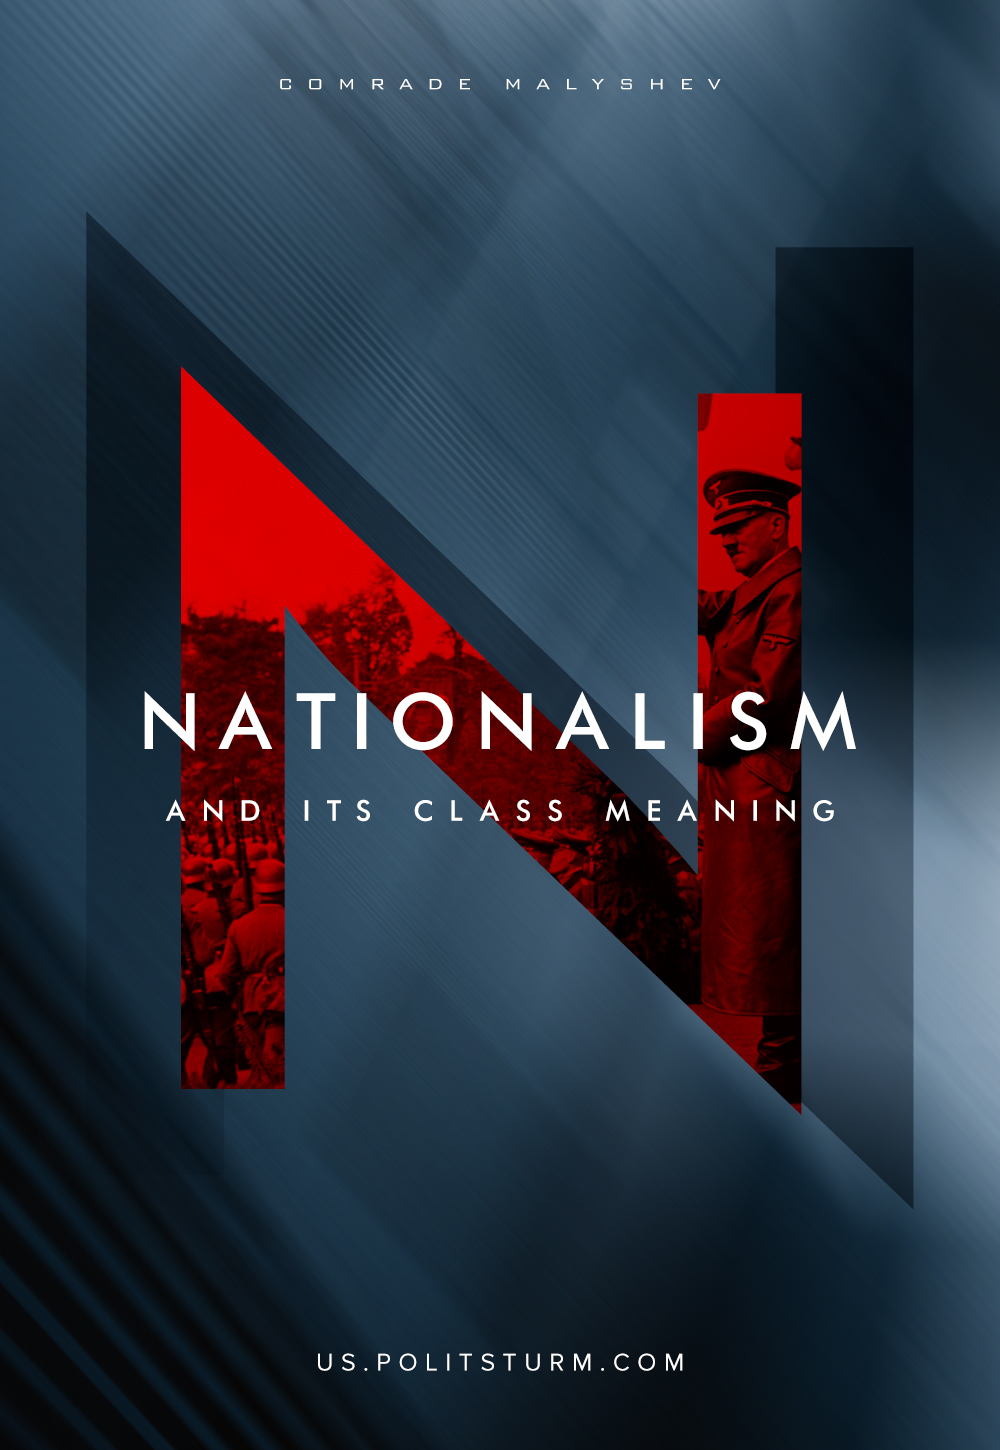 COMRADE MALYSHEV
NATIONALISM
AND ITS CLASS MEANING
US.POLITSTURM.COM